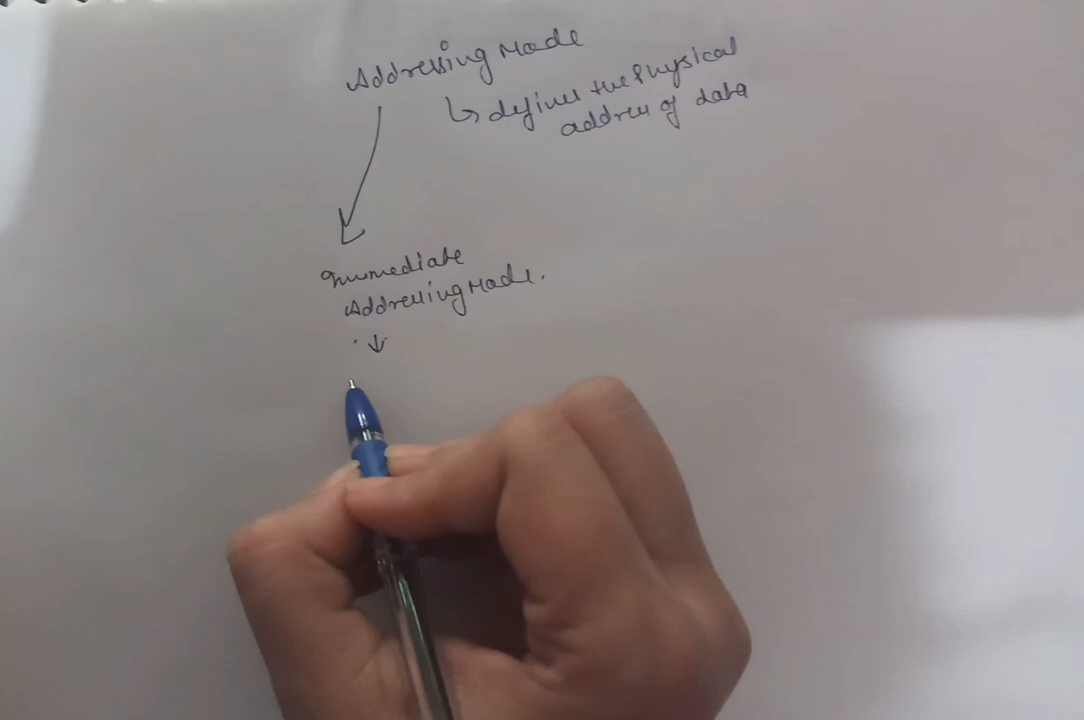 Addressing Mode
↳ defines the Physical
address of data
Immediate
Addressing Mode.